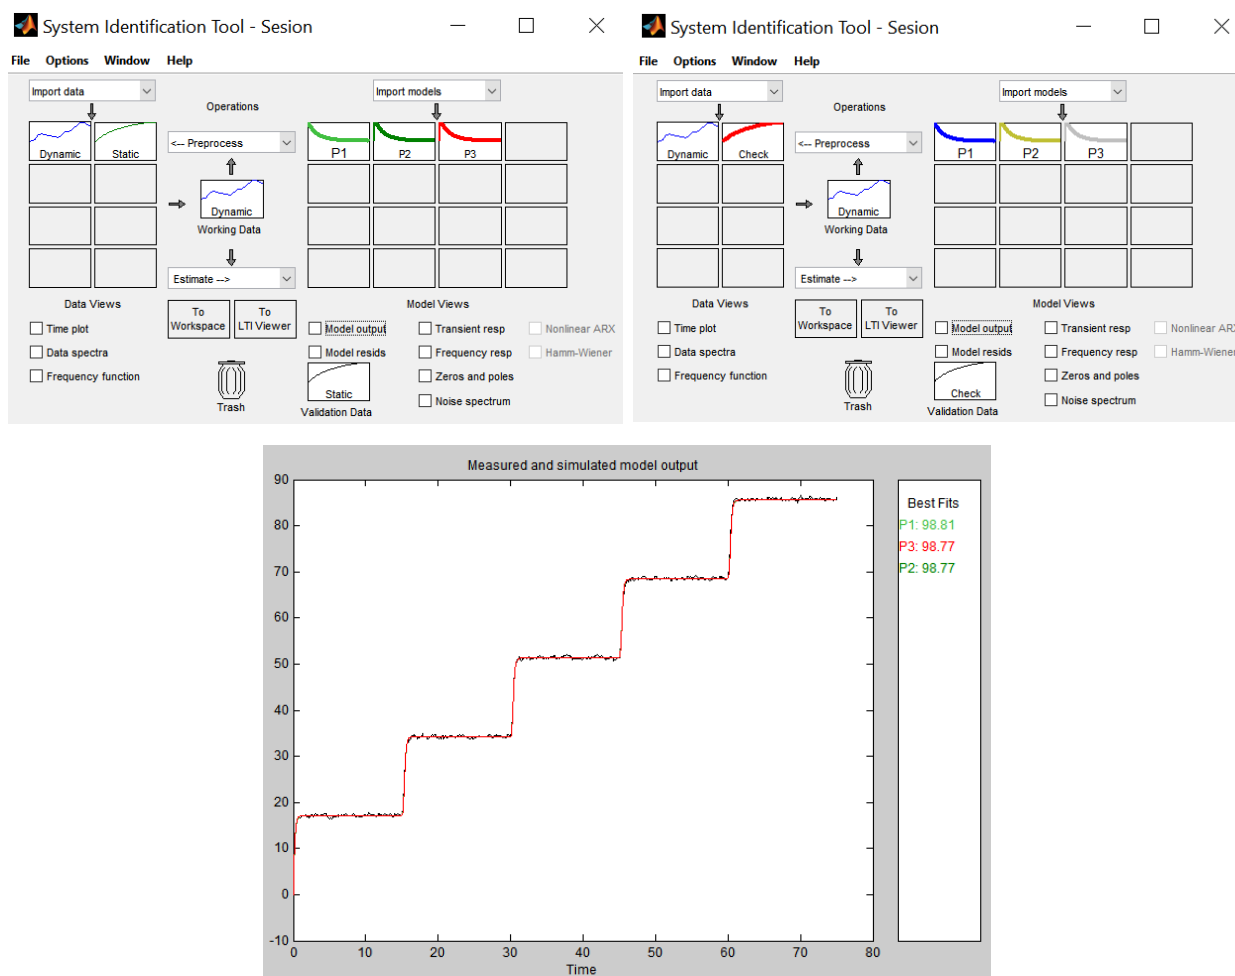 System Identification Tool - Sesion
File Options Window Help
Import data
Import models
Operations
Dynamic
Static
<-- Preprocess
P1
P2
P3
Dynamic
Working Data
Estimate -->
Data Views
To Workspace
To LTI Viewer
Model Views
Time plot
Data spectra
Frequency function
Trash
Model output
Model resids
Static
Validation Data
Transient resp
Frequency resp
Zeros and poles
Noise spectrum
Nonlinear ARX
Hamm-Wiener
System Identification Tool - Sesion
File Options Window Help
Import data
Import models
Operations
Dynamic
Check
<-- Preprocess
P1
P2
P3
Dynamic
Working Data
Estimate -->
Data Views
To Workspace
To LTI Viewer
Model Views
Time plot
Data spectra
Frequency function
Trash
Model output
Model resids
Check
Validation Data
Transient resp
Frequency resp
Zeros and poles
Noise spectrum
Nonlinear ARX
Hamm-Wiener
Measured and simulated model output
90
80
70
60
50
40
30
20
10
0
-10
0 10 20 30 40 50 60 70 80
Time
Best Fits
P1: 98.81
P3: 98.77
P2: 98.77